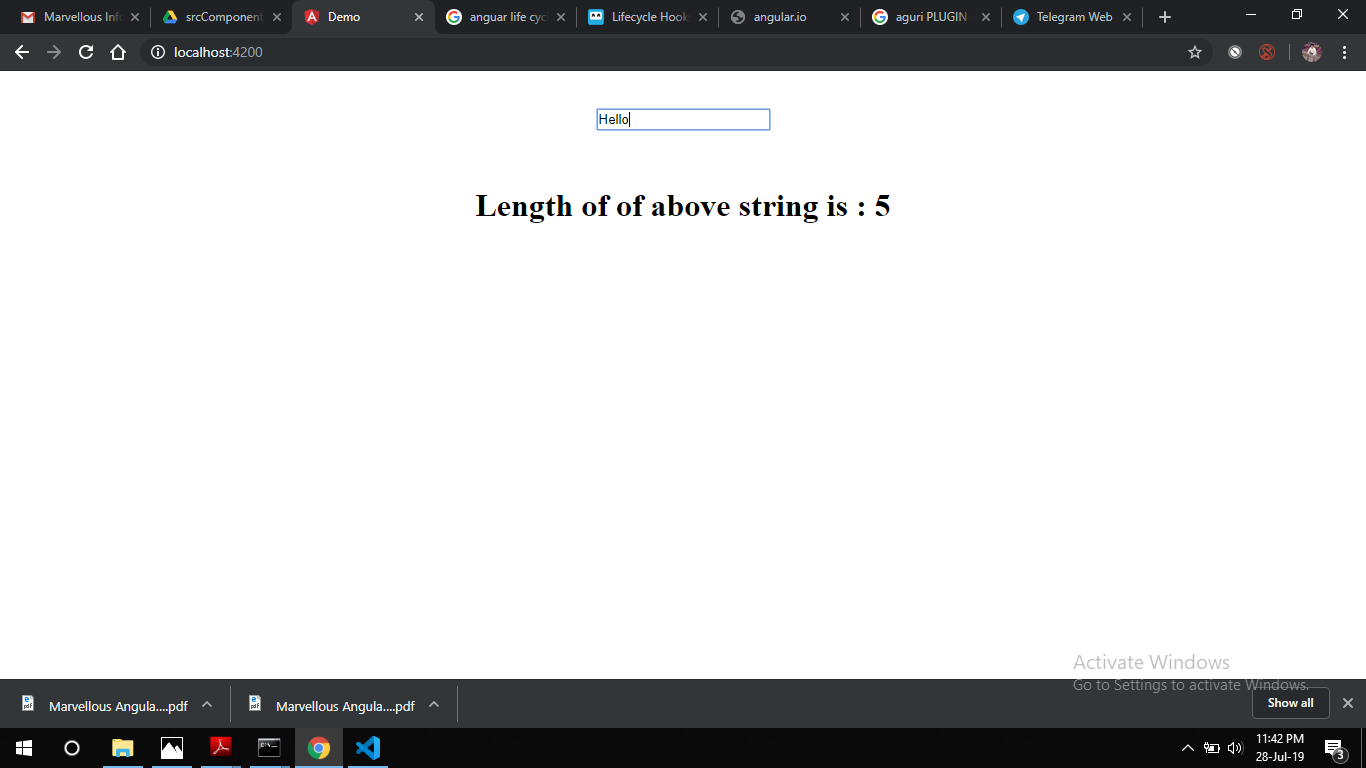 Marvellous Inf
srcComponent
Demo
anguar life cyc
Lifecycle Hook
angular.io
aguri PLUGIN
Telegram Web
localhost:4200
Hello
Length of of above string is : 5
Activate Windows
Go to Settings to activate Windows.
Marvellous Angula....pdf
Marvellous Angula....pdf
Show all
11:42 PM
28-Jul-19
3